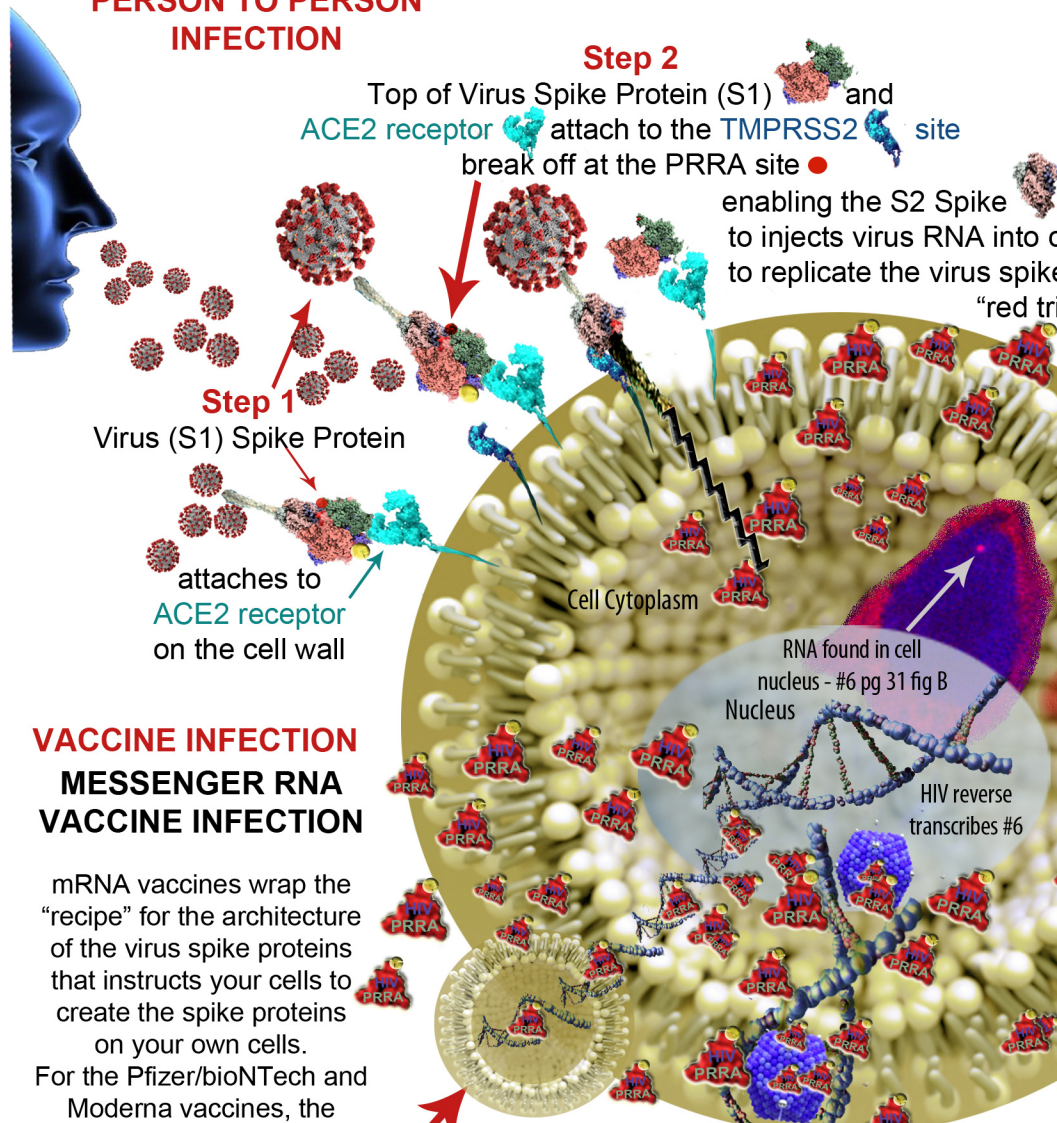 PERSON TO PERSON
INFECTION
Step 2
Top of Virus Spike Protein (S1) and
ACE2 receptor attach to the TMPRSS2 site
break off at the PRRA site
enabling the S2 Spike
to injects virus RNA into
to replicate the virus spike
“red tri
Step 1
Virus (S1) Spike Protein
attaches to
ACE2 receptor
on the cell wall
Cell Cytoplasm
RNA found in cell
nucleus - #6 pg 31 fig B
Nucleus
HIV reverse
transcribes #6
HIV
PRRA
VACCINE INFECTION
MESSENGER RNA
VACCINE INFECTION
mRNA vaccines wrap the
“recipe” for the architecture
of the virus spike proteins
that instructs your cells to
create the spike proteins
on your own cells.
For the Pfizer/bioNTech and
Moderna vaccines, the